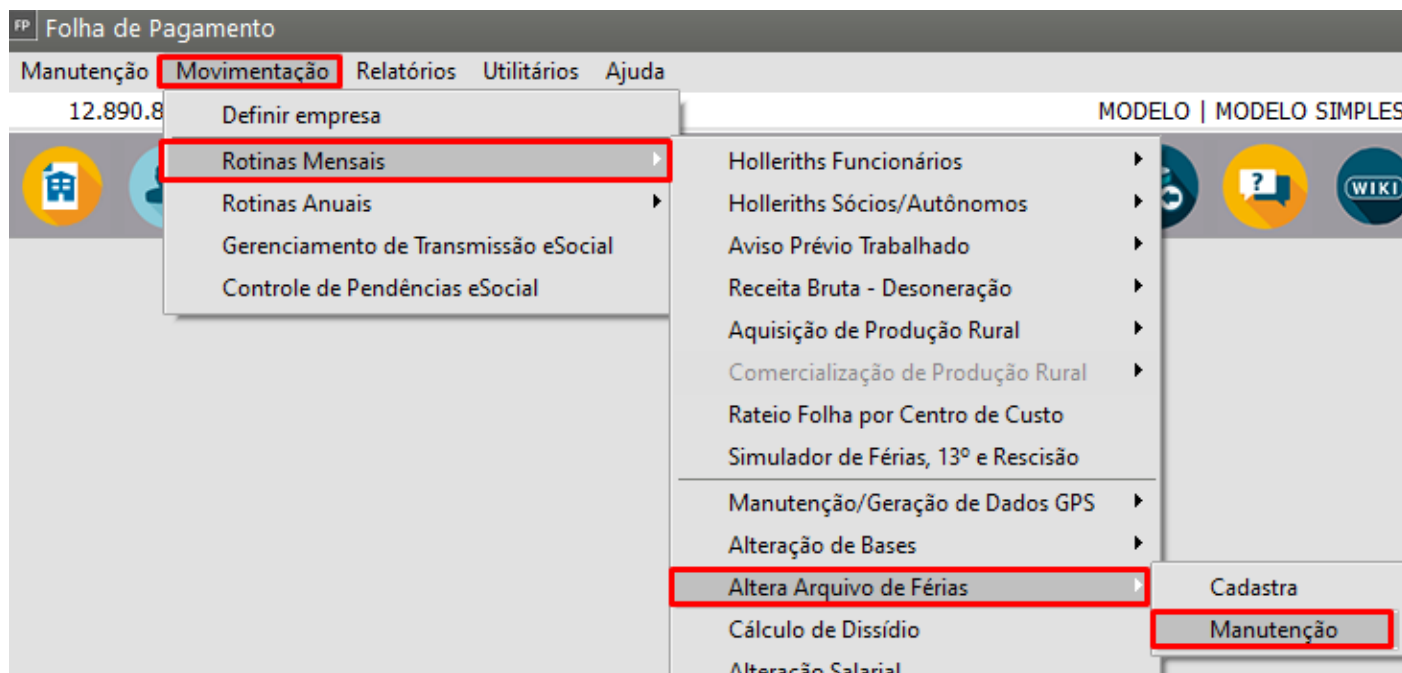 FP Folha de Pagamento
Manutenção Movimentação Relatórios Utilitários Ajuda
12.890.8 MODELO | MODELO SIMPLES
Definir empresa
Rotinas Mensais
Rotinas Anuais
Gerenciamento de Transmissão eSocial
Controle de Pendências eSocial
Holleriths Funcionários
Holleriths Sócios/Autônomos
Aviso Prévio Trabalhado
Receita Bruta - Desoneração
Aquisição de Produção Rural
Comercialização de Produção Rural
Rateio Folha por Centro de Custo
Simulador de Férias, 13º e Rescisão
Manutenção/Geração de Dados GPS
Alteração de Bases
Altera Arquivo de Férias
Cálculo de Dissídio
Alteração Salarial
Cadastra
Manutenção
?
WIKI